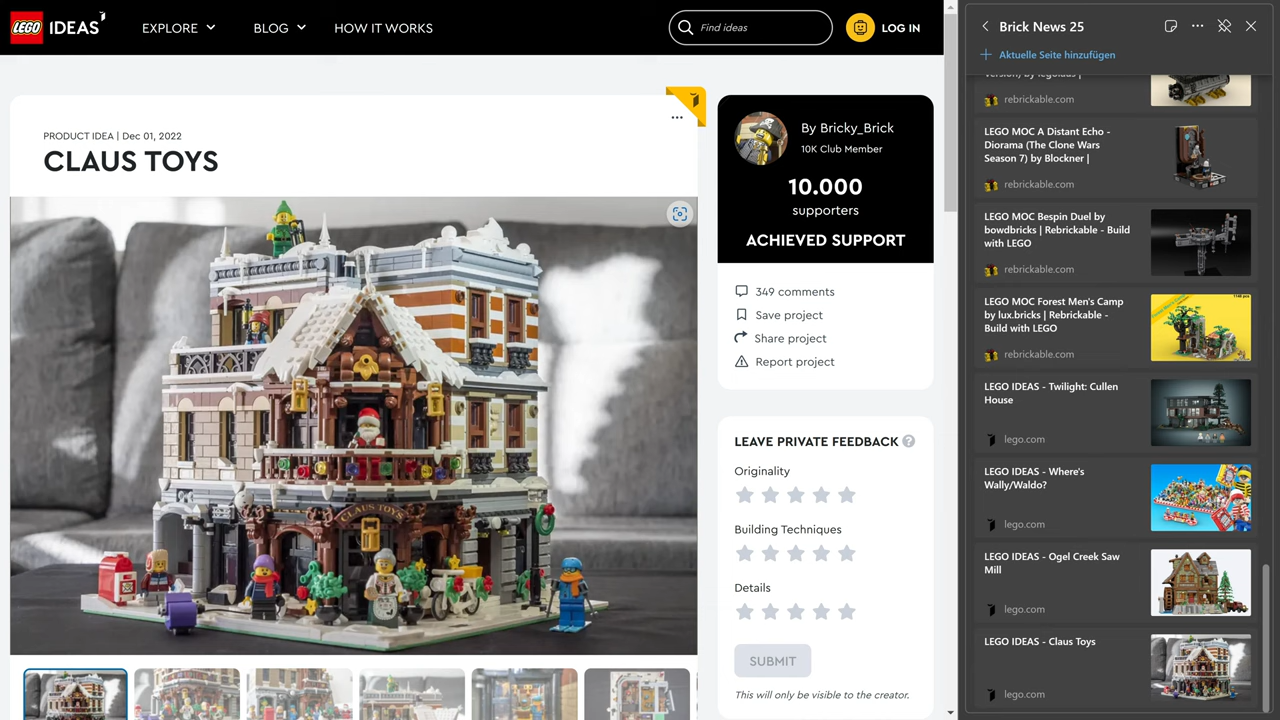 LEGO IDEAS
EXPLORE
BLOG
HOW IT WORKS
Find ideas
LOG IN
PRODUCT IDEA | Dec 01, 2022
CLAUS TOYS
CLAUS TOYS
By Bricky_Brick
10K Club Member
10.000
supporters
ACHIEVED SUPPORT
349 comments
Save project
Share project
Report project
LEAVE PRIVATE FEEDBACK ?
Originality
Building Techniques
Details
SUBMIT
This will only be visible to the creator.
Brick News 25
Aktuelle Seite hinzufügen
rebrickable.com
LEGO MOC A Distant Echo -
Diorama (The Clone Wars
Season 7) by Blockner |
rebrickable.com
LEGO MOC Bespin Duel by
bowdbricks | Rebrickable - Build
with LEGO
rebrickable.com
LEGO MOC Forest Men's Camp
by lux.bricks | Rebrickable -
Build with LEGO
rebrickable.com
LEGO IDEAS - Twilight: Cullen
House
lego.com
LEGO IDEAS - Where's
Wally/Waldo?
lego.com
LEGO IDEAS - Ogel Creek Saw
Mill
lego.com
LEGO IDEAS - Claus Toys
lego.com